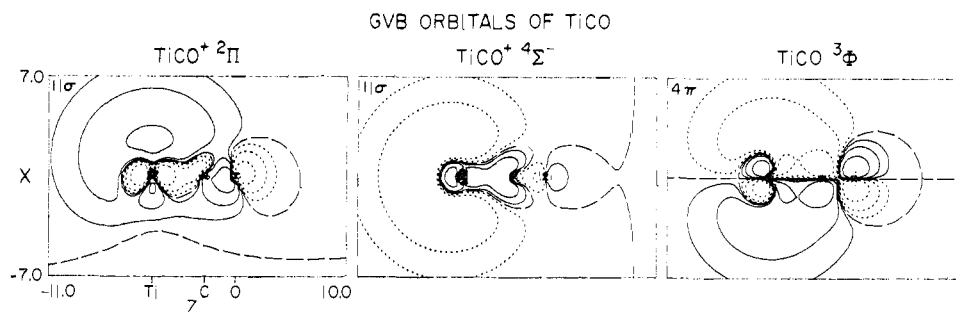 GVB ORBITALS OF TiCO
TiCO⁺ ²Π TiCO⁺ ⁴Σ⁻ TiCO ³Φ
7.0
11σ 11σ 4π
X
-7.0
-11.0 Ti C O 10.0
Z